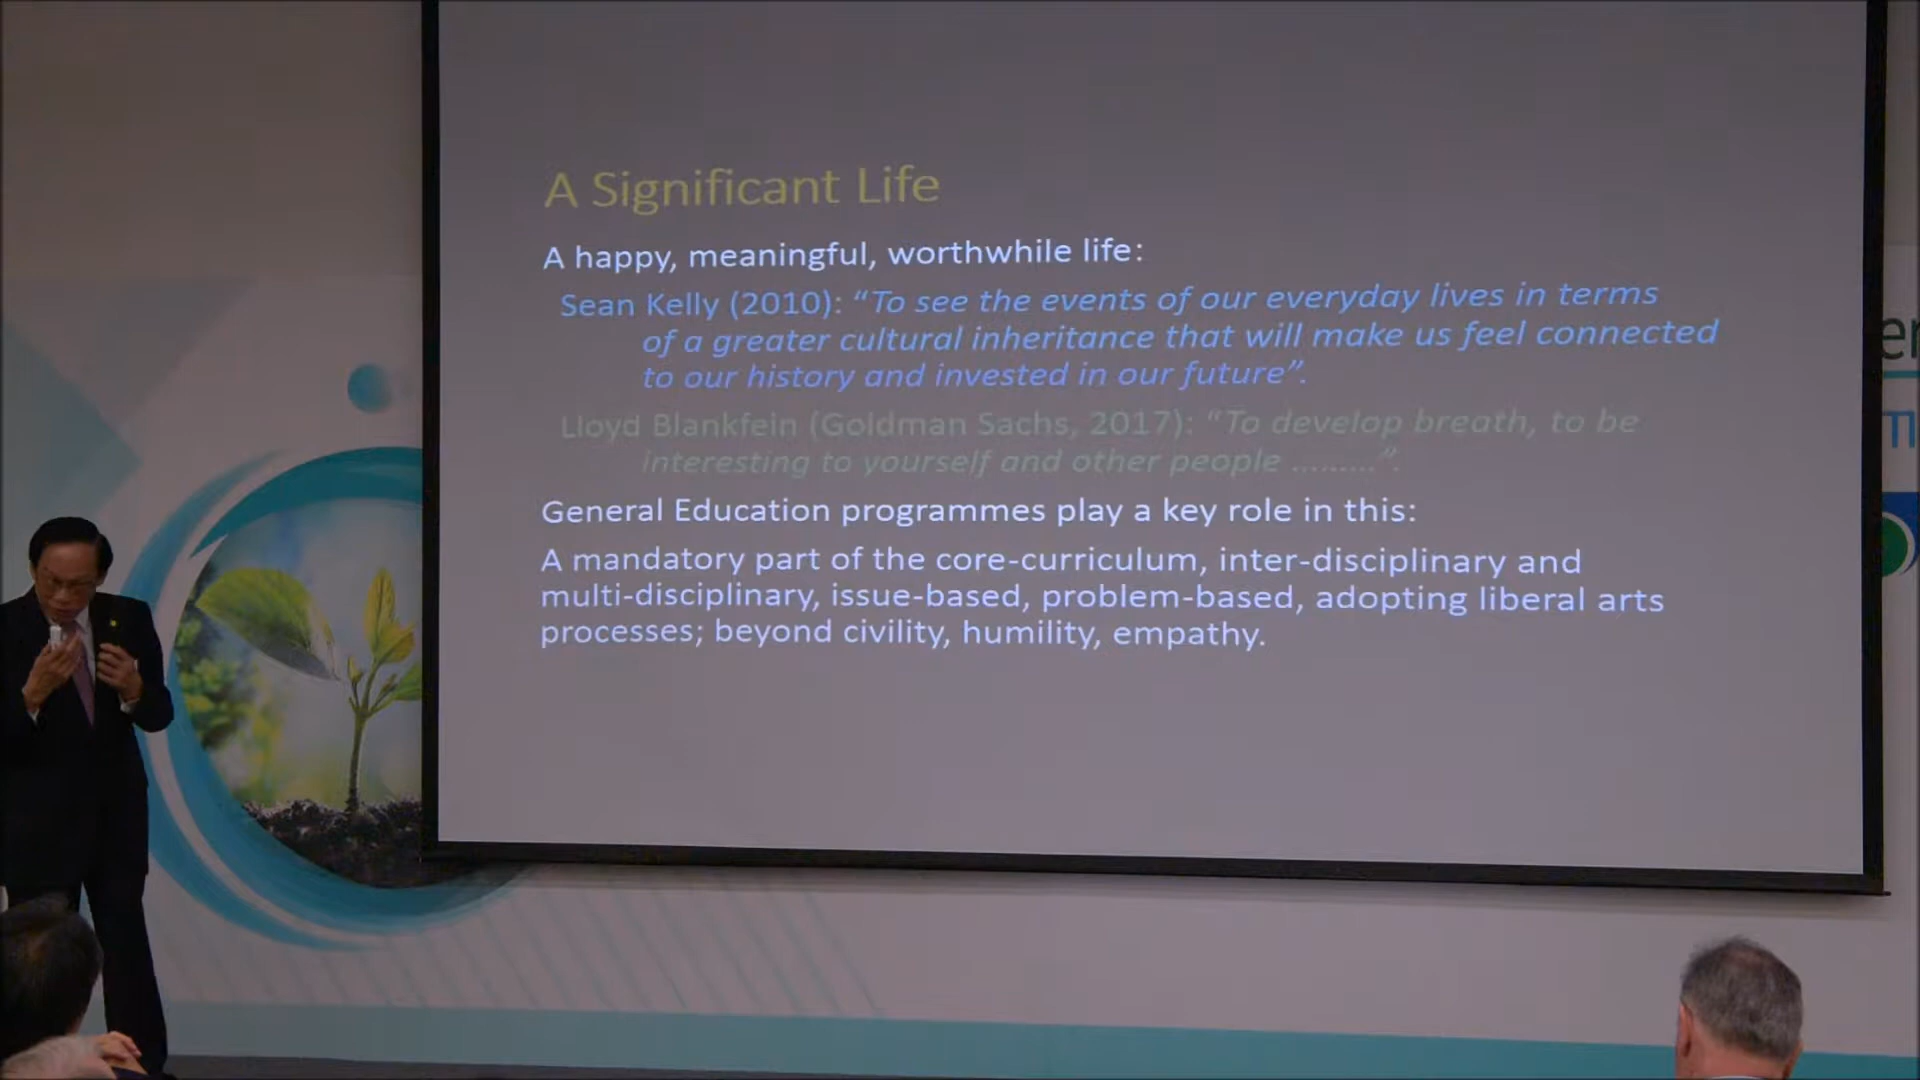 A Significant Life
A happy, meaningful, worthwhile life:
Sean Kelly (2010): “To see the events of our everyday lives in terms
of a greater cultural inheritance that will make us feel connected
to our history and invested in our future”.
Lloyd Blankfein (Goldman Sachs, 2017): “To develop breath, to be
interesting to yourself and other people .........”.
General Education programmes play a key role in this:
A mandatory part of the core-curriculum, inter-disciplinary and
multi-disciplinary, issue-based, problem-based, adopting liberal arts
processes; beyond civility, humility, empathy.